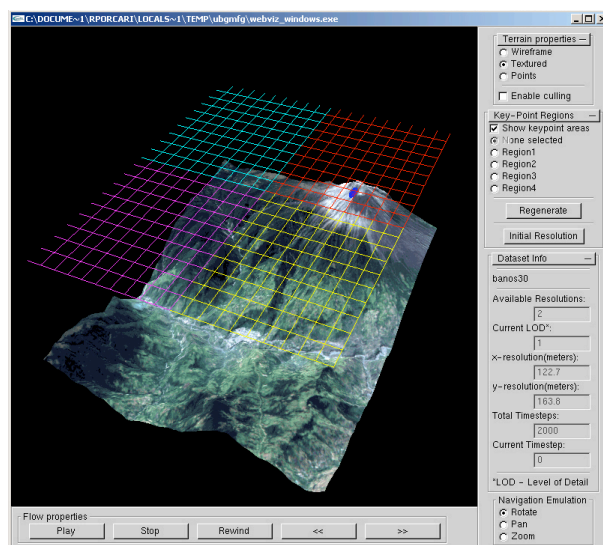 C:\DOCUME~1\RPORCARI\LOCALS~1\TEMP\ubgmfg\webviz_windows.exe
Terrain properties
Wireframe
Textured
Points
Enable culling
Key-Point Regions
Show keypoint areas
None selected
Region1
Region2
Region3
Region4
Regenerate
Initial Resolution
Dataset Info
banos30
Available Resolutions:
2
Current LOD*:
1
x-resolution(meters):
122.7
y-resolution(meters):
163.8
Total Timesteps:
2000
Current Timestep:
0
*LOD - Level of Detail
Navigation Emulation
Rotate
Pan
Zoom
Flow properties
Play Stop Rewind << >>